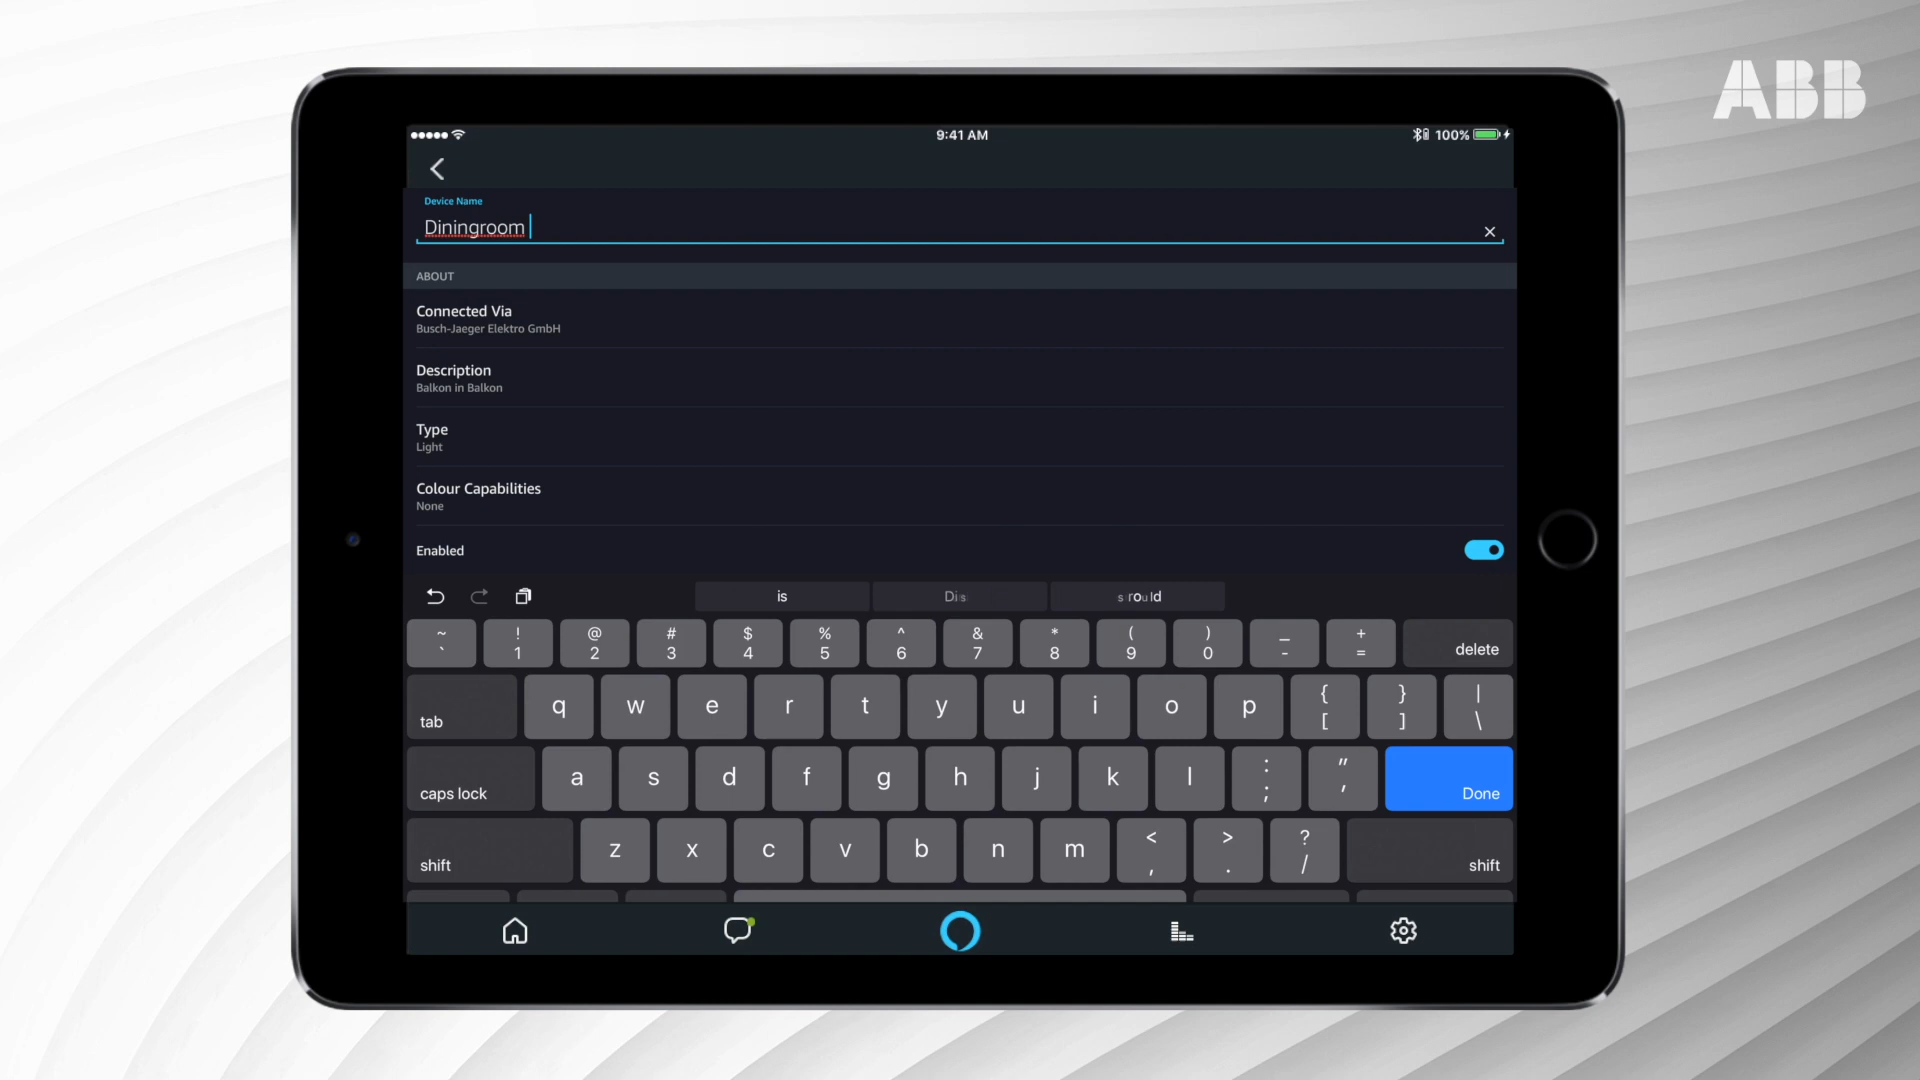 ABB
9:41 AM
100%
Device Name
Diningroom
ABOUT
Connected Via
Busch-Jaeger Elektro GmbH
Description
Balkon in Balkon
Type
Light
Colour Capabilities
None
Enabled
is
~ ! @ # $ % ^ & * ( ) _ +
` 1 2 3 4 5 6 7 8 9 0 - = delete
tab q w e r t y u i o p { [ } ] | \
caps lock a s d f g h j k l : ; " ' Done
shift z x c v b n m < , > . ? / shift